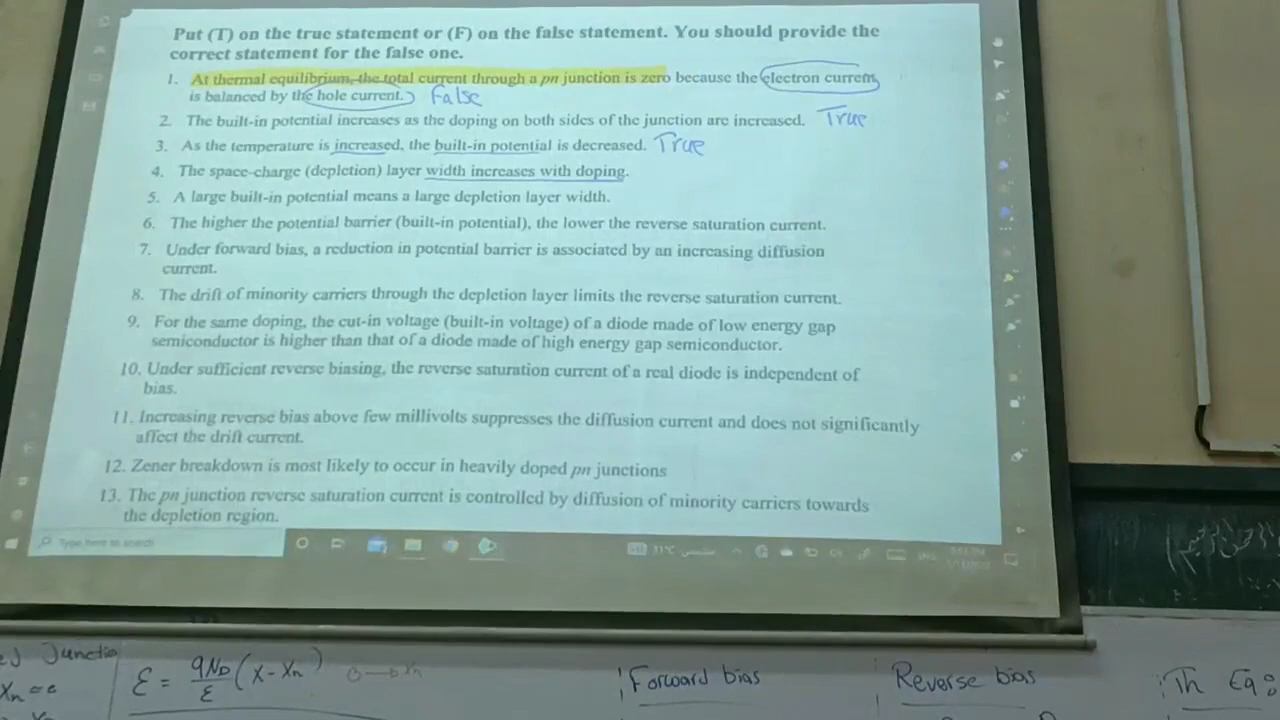 Put (T) on the true statement or (F) on the false statement. You should provide the
correct statement for the false one.
1. At thermal equilibrium, the total current through a pn junction is zero because the electron current
is balanced by the hole current. False
2. The built-in potential increases as the doping on both sides of the junction are increased. True
3. As the temperature is increased, the built-in potential is decreased. True
4. The space-charge (depletion) layer width increases with doping.
5. A large built-in potential means a large depletion layer width.
6. The higher the potential barrier (built-in potential), the lower the reverse saturation current.
7. Under forward bias, a reduction in potential barrier is associated by an increasing diffusion
current.
8. The drift of minority carriers through the depletion layer limits the reverse saturation current.
9. For the same doping, the cut-in voltage (built-in voltage) of a diode made of low energy gap
semiconductor is higher than that of a diode made of high energy gap semiconductor.
10. Under sufficient reverse biasing, the reverse saturation current of a real diode is independent of
bias.
11. Increasing reverse bias above few millivolts suppresses the diffusion current and does not significantly
affect the drift current.
12. Zener breakdown is most likely to occur in heavily doped pn junctions
13. The pn junction reverse saturation current is controlled by diffusion of minority carriers towards
the depletion region.
Type here to search
ENG
Junctio
Ɛ = qND/ε (x-xn)
Forward bias
Reverse bias
Th Eq: